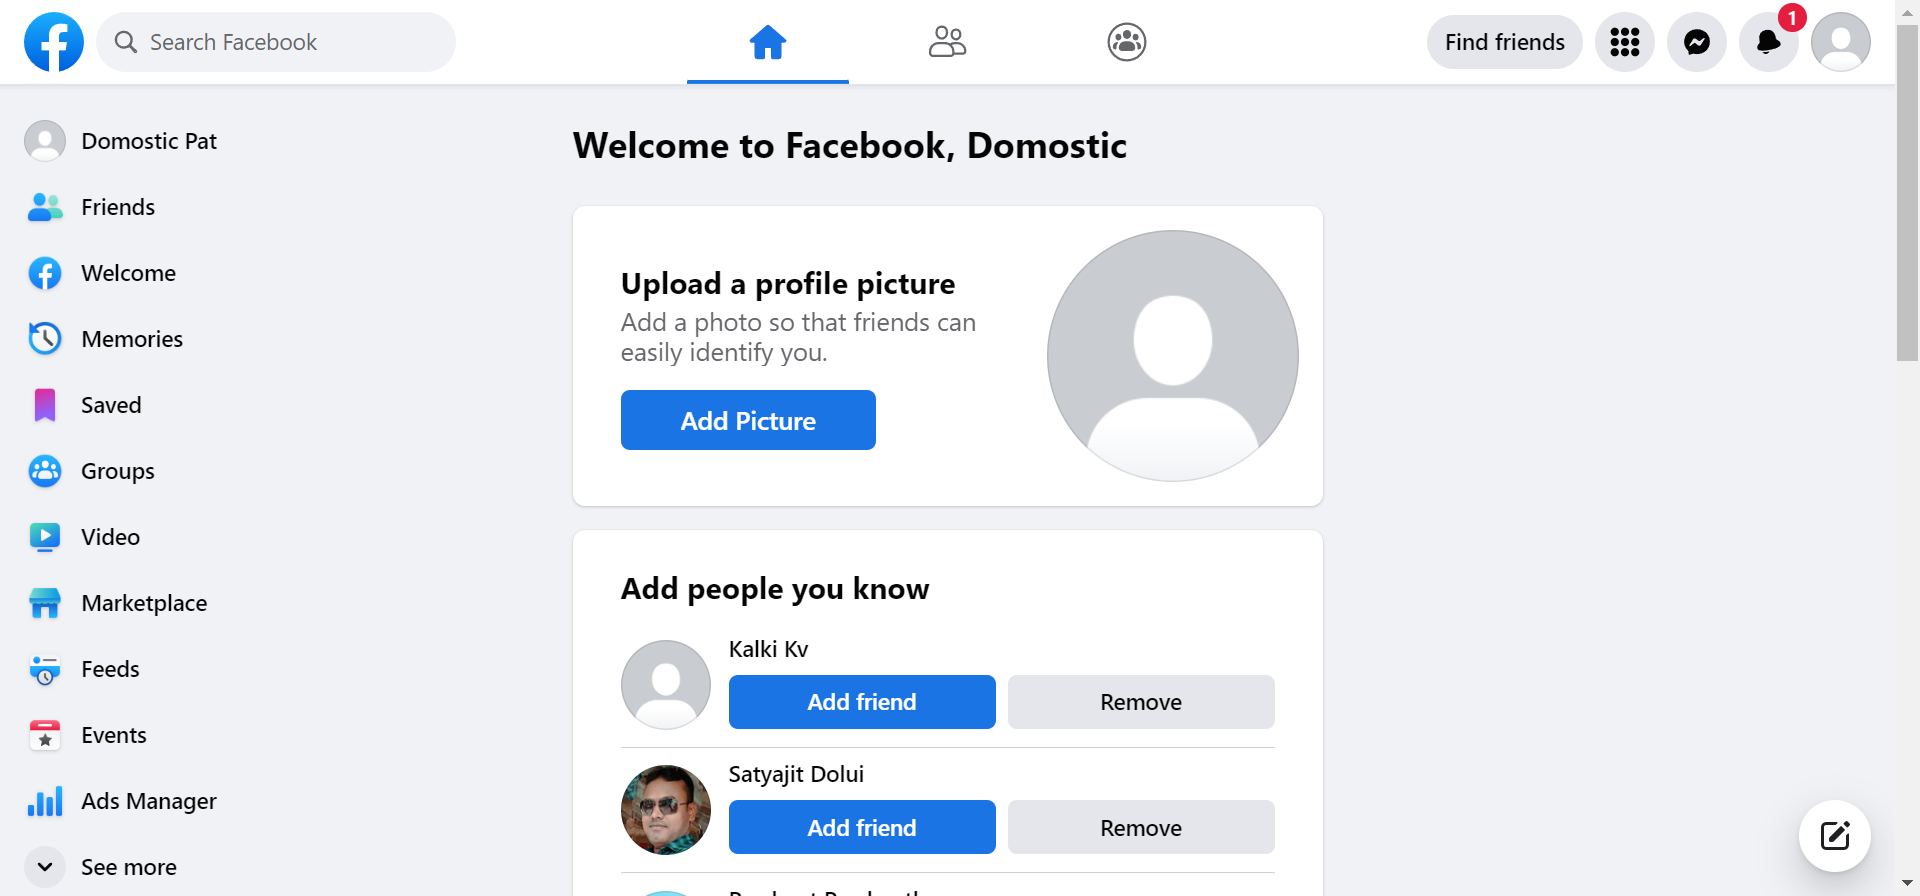 Search Facebook
Find friends
1
Domostic Pat
Friends
Welcome
Memories
Saved
Groups
Video
Marketplace
Feeds
Events
Ads Manager
See more
Welcome to Facebook, Domostic
Upload a profile picture
Add a photo so that friends can
easily identify you.
Add Picture
Add people you know
Kalki Kv
Add friend
Remove
Satyajit Dolui
Add friend
Remove